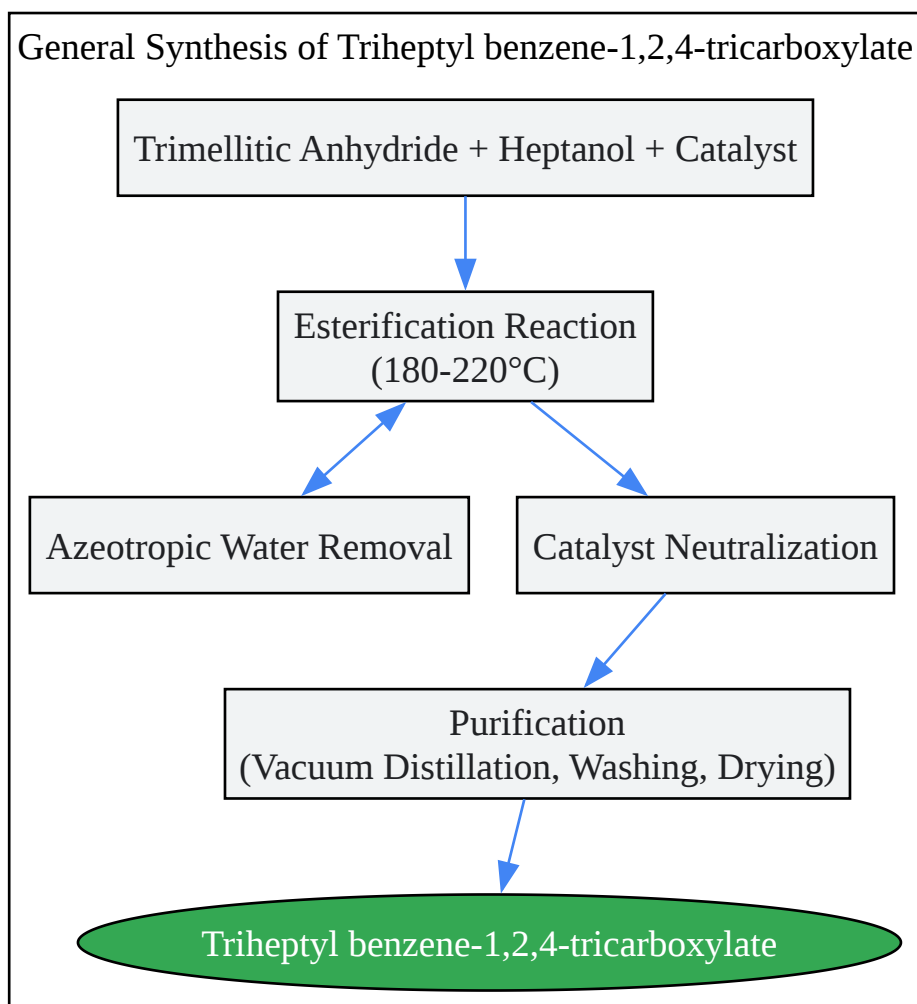 General Synthesis of Triheptyl benzene-1,2,4-tricarboxylate
Trimellitic Anhydride + Heptanol + Catalyst
Esterification Reaction
(180-220°C)
Azeotropic Water Removal
Catalyst Neutralization
Purification
(Vacuum Distillation, Washing, Drying)
Triheptyl benzene-1,2,4-tricarboxylate